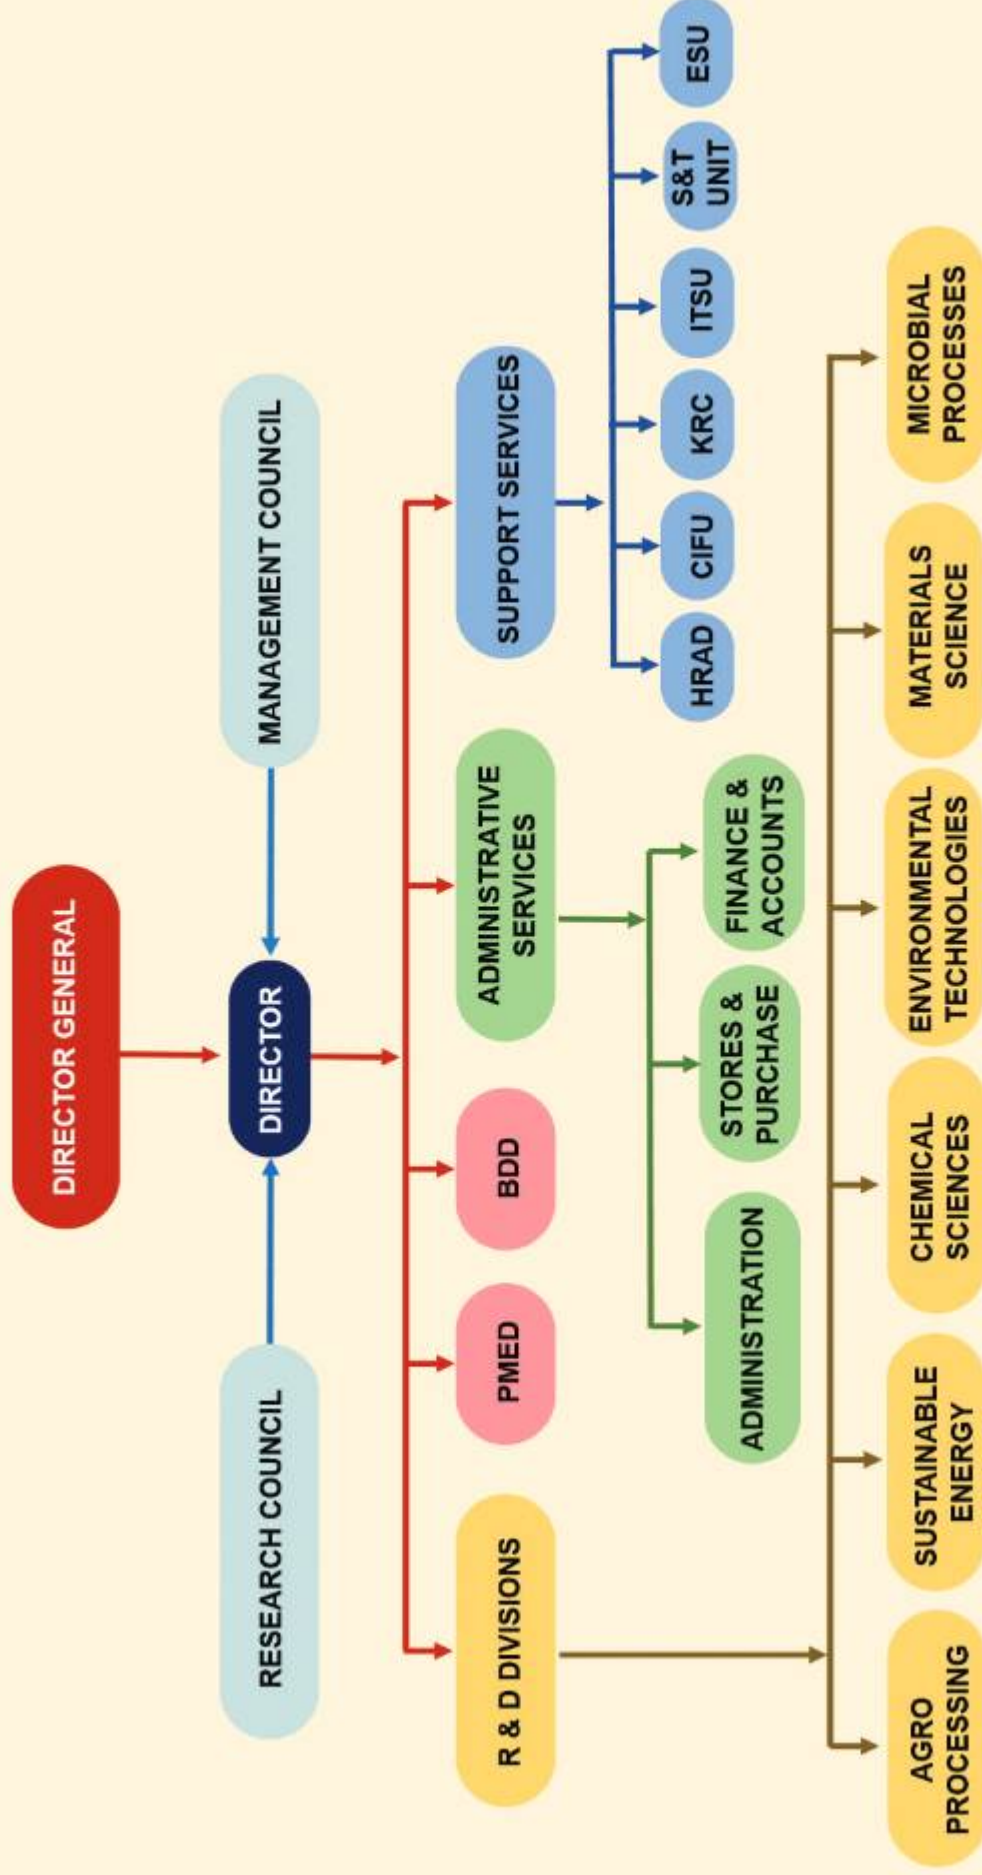 DIRECTOR GENERAL
RESEARCH COUNCIL
DIRECTOR
MANAGEMENT COUNCIL
R & D DIVISIONS
PMED
BDD
ADMINISTRATIVE
SERVICES
SUPPORT SERVICES
HRAD
CIFU
KRC
ITSU
S&T
UNIT
ESU
ADMINISTRATION
STORES &
PURCHASE
FINANCE &
ACCOUNTS
AGRO
PROCESSING
SUSTAINABLE
ENERGY
CHEMICAL
SCIENCES
ENVIRONMENTAL
TECHNOLOGIES
MATERIALS
SCIENCE
MICROBIAL
PROCESSES